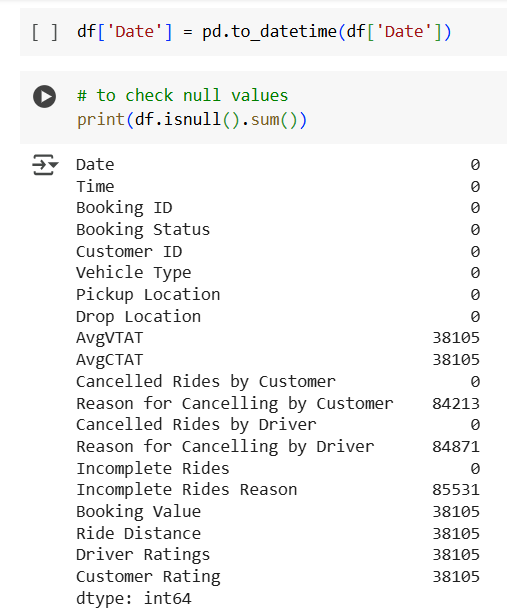 [ ] df['Date'] = pd.to_datetime(df['Date'])
# to check null values
print(df.isnull().sum())
Date 0
Time 0
Booking ID 0
Booking Status 0
Customer ID 0
Vehicle Type 0
Pickup Location 0
Drop Location 0
AvgVTAT 38105
AvgCTAT 38105
Cancelled Rides by Customer 0
Reason for Cancelling by Customer 84213
Cancelled Rides by Driver 0
Reason for Cancelling by Driver 84871
Incomplete Rides 0
Incomplete Rides Reason 85531
Booking Value 38105
Ride Distance 38105
Driver Ratings 38105
Customer Rating 38105
dtype: int64